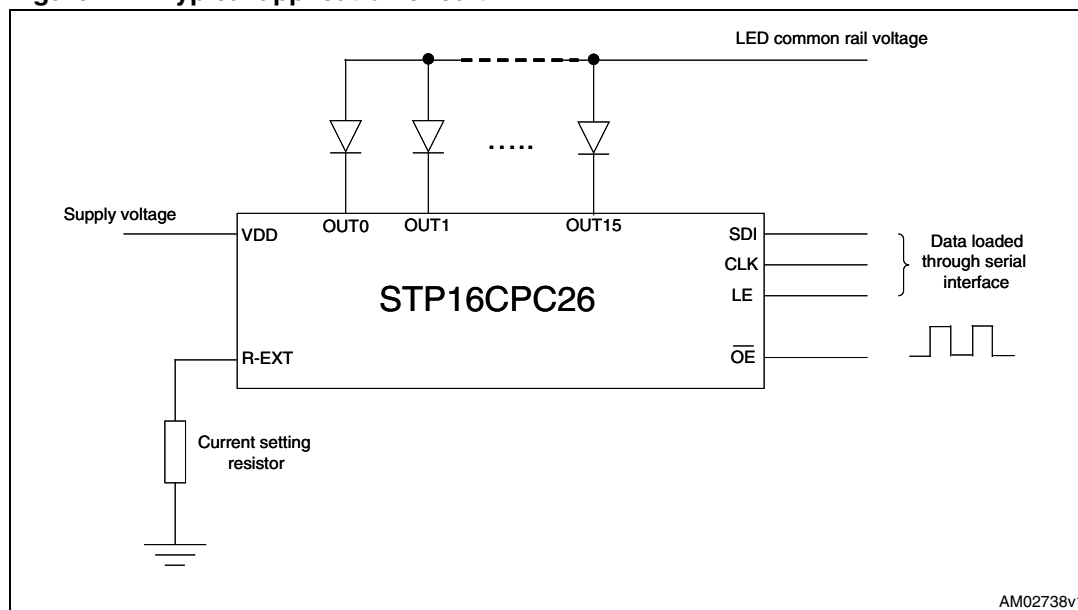 LED common rail voltage
.....
Supply voltage
VDD
OUT0
OUT1
OUT15
SDI
CLK
LE
Data loaded
through serial
interface
STP16CPC26
R-EXT
OE
Current setting
resistor